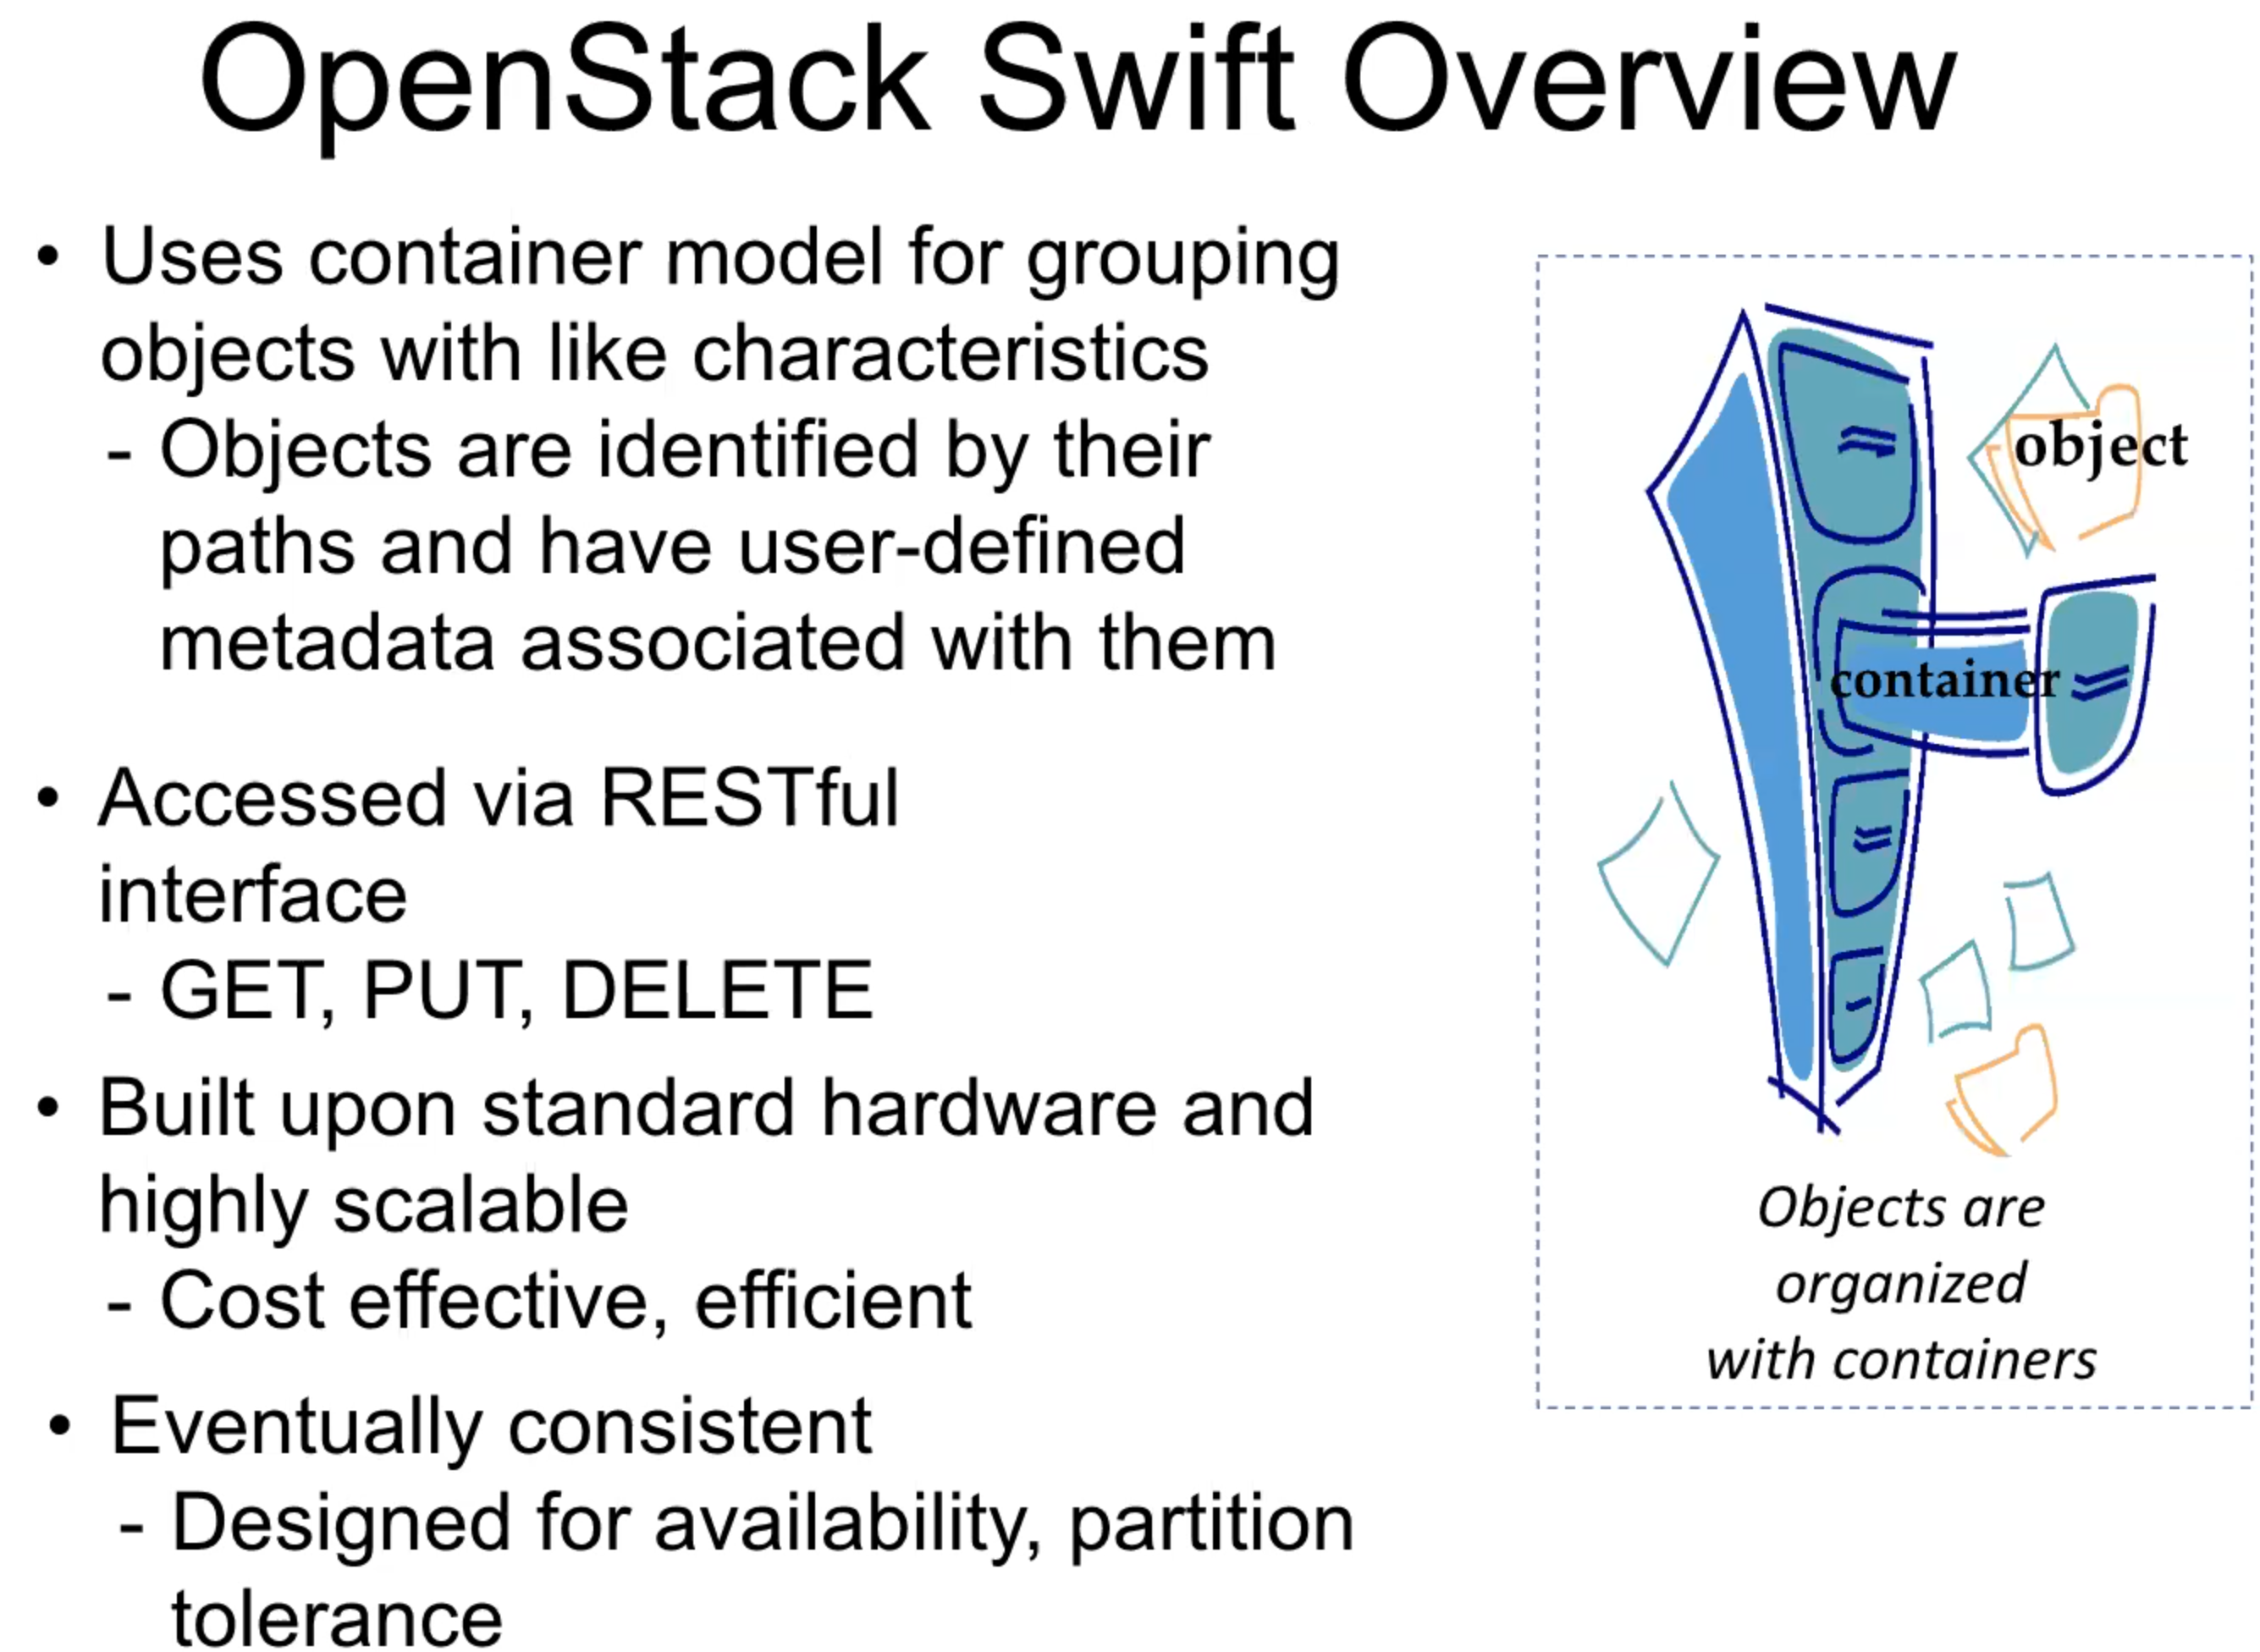 OpenStack Swift Overview
• Uses container model for grouping
objects with like characteristics
- Objects are identified by their
paths and have user-defined
metadata associated with them
• Accessed via RESTful
interface
- GET, PUT, DELETE
• Built upon standard hardware and
highly scalable
- Cost effective, efficient
• Eventually consistent
- Designed for availability, partition
tolerance
object
container
Objects are
organized
with containers